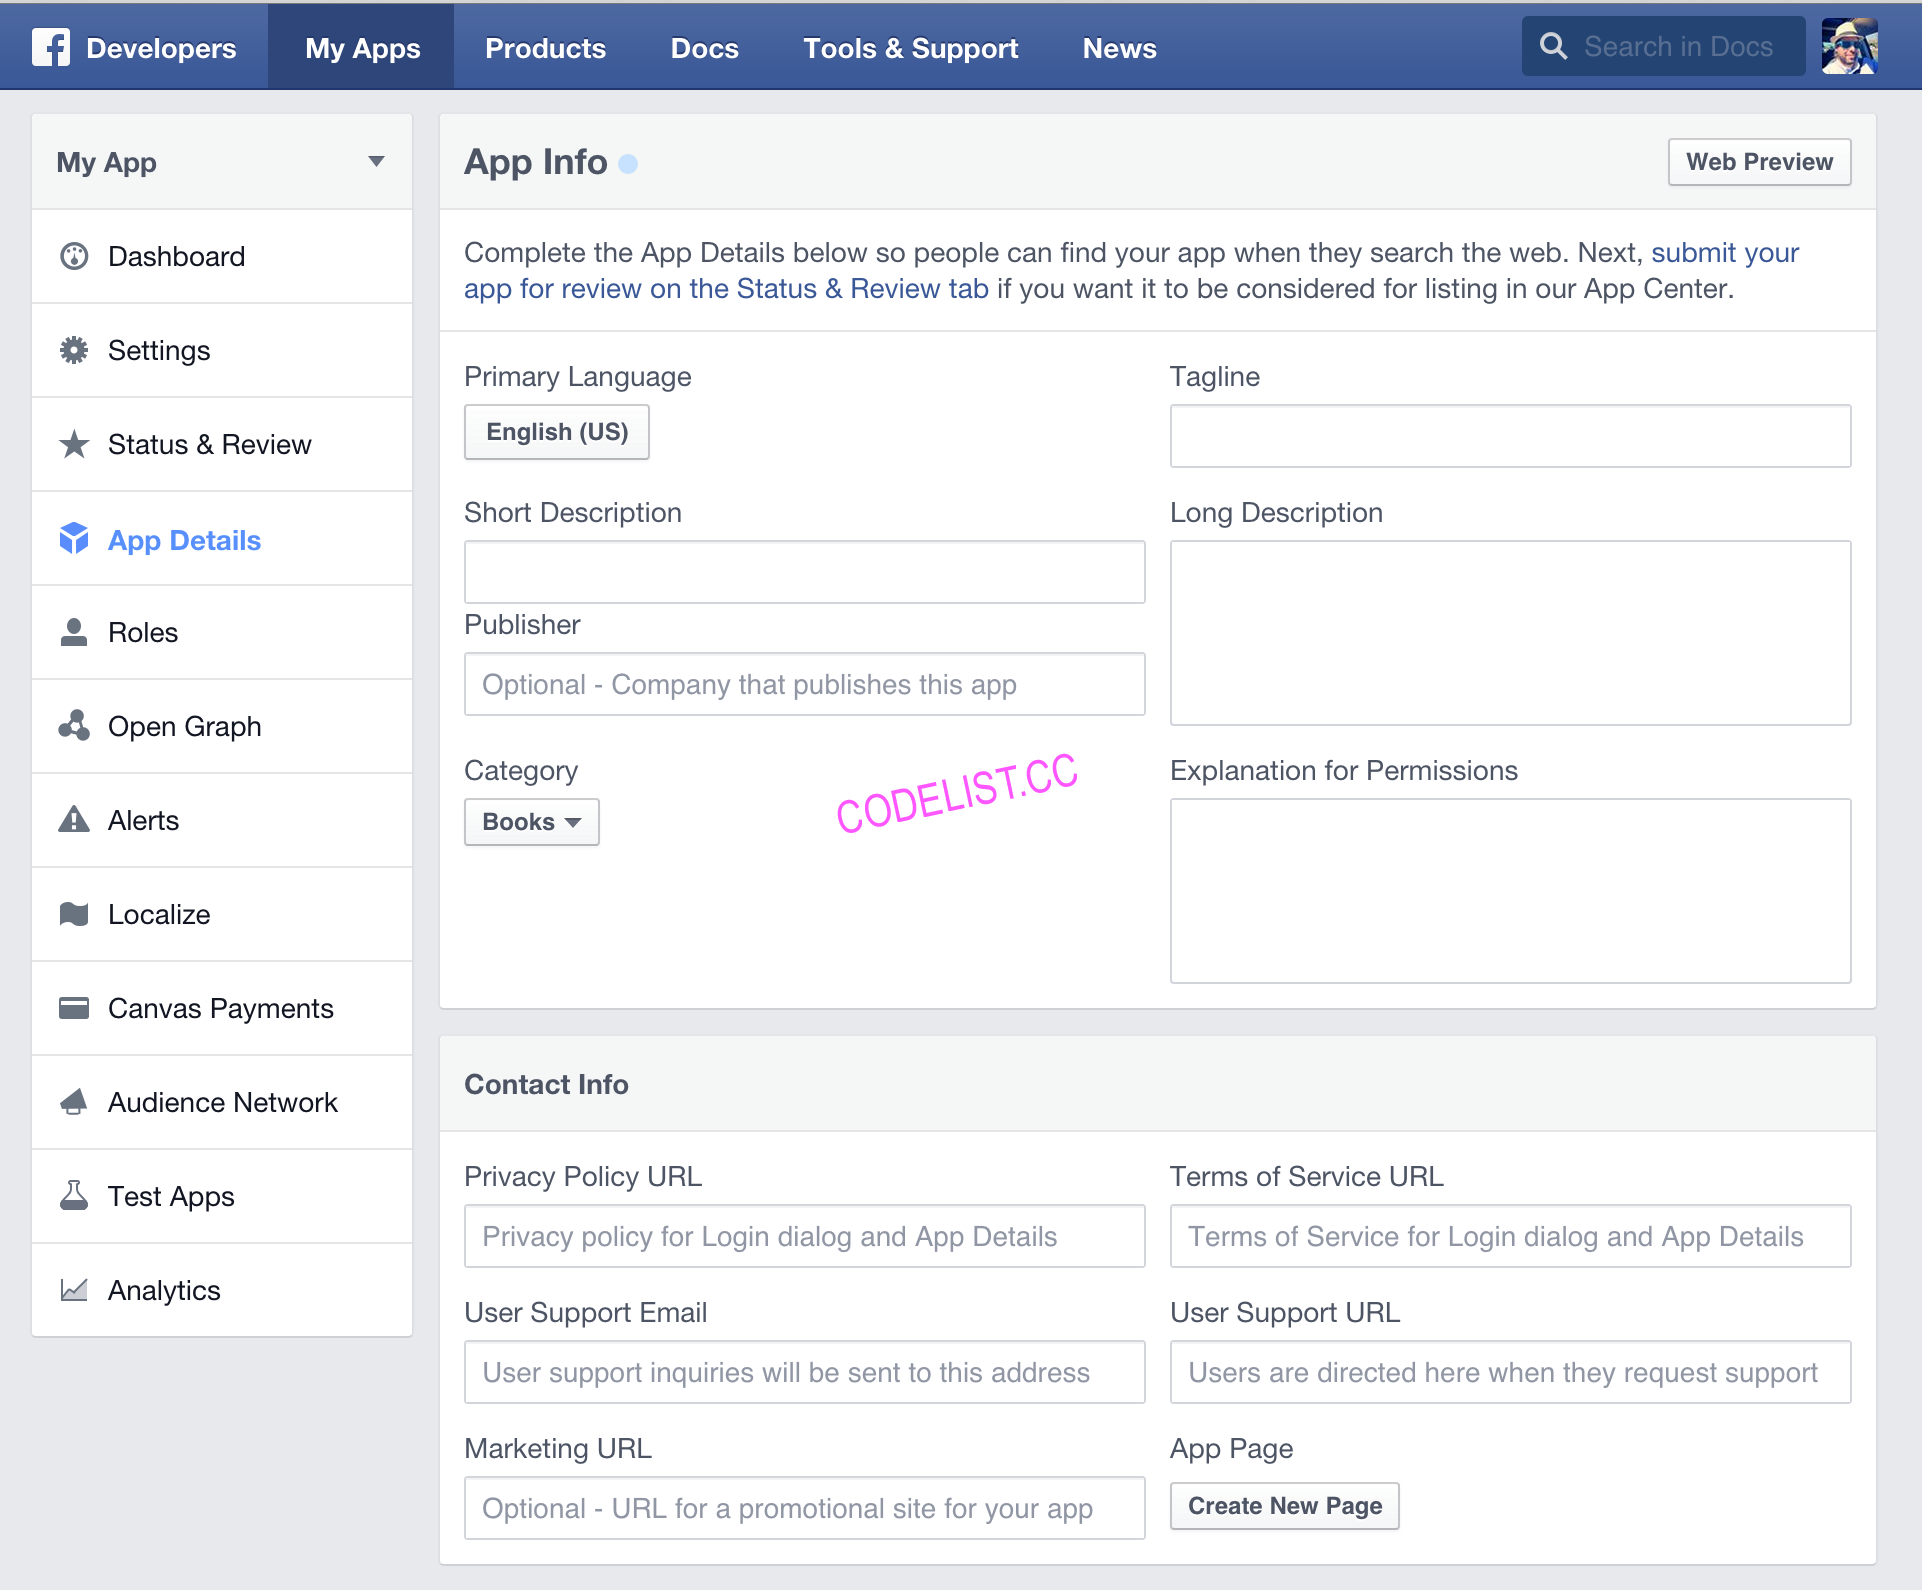 Developers
My Apps
Products
Docs
Tools & Support
News
Search in Docs
My App
Dashboard
Settings
Status & Review
App Details
Roles
Open Graph
Alerts
Localize
Canvas Payments
Audience Network
Test Apps
Analytics
App Info
Web Preview
Complete the App Details below so people can find your app when they search the web. Next, submit your
app for review on the Status & Review tab if you want it to be considered for listing in our App Center.
Primary Language
English (US)
Tagline
Short Description
Long Description
Publisher
Optional - Company that publishes this app
Category
Books
CODELIST.CC
Explanation for Permissions
Contact Info
Privacy Policy URL
Privacy policy for Login dialog and App Details
Terms of Service URL
Terms of Service for Login dialog and App Details
User Support Email
User support inquiries will be sent to this address
User Support URL
Users are directed here when they request support
Marketing URL
Optional - URL for a promotional site for your app
App Page
Create New Page